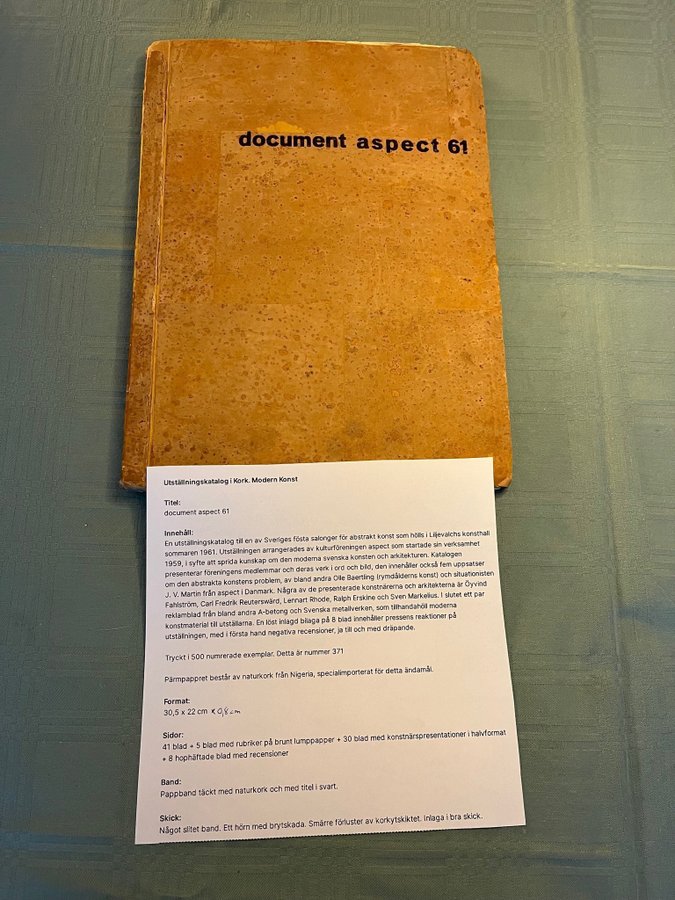 document aspect 61
Utställningskatalog i Kork. Modern Konst
Titel:
document aspect 61
Innehåll:
En utställningskatalog till en av Sveriges fösta salonger för abstrakt konst som hölls i Liljevalchs konsthall
sommaren 1961. Utställningen arrangerades av kulturföreningen aspect som startade sin verksamhet
1959, i syfte att sprida kunskap om den moderna svenska konsten och arkitekturen. Katalogen
presenterar föreningens medlemmar och deras verk i ord och bild, den innehåller också fem uppsatser
om den abstrakta konstens problem, av bland andra Olle Baertling (rymdålderns konst) och situationisten
J. V. Martin från aspect i Danmark. Några av de presenterade konstnärerna och arkitekterna är Öyvind
Fahlström, Carl Fredrik Reuterswärd, Lennart Rhode, Ralph Erskine och Sven Markelius. I slutet ett par
reklamblad från bland andra A-betong och Svenska metallverken, som tillhandahöll moderna
konstmaterial till utställarna. En löst inlagd bilaga på 8 blad innehåller pressens reaktioner på
utställningen, med i första hand negativa recensioner, ja till och med dräpande.
Tryckt i 500 numrerade exemplar. Detta är nummer 371
Pärmpappret består av naturkork från Nigeria, specialimporterat för detta ändamål.
Format:
30,5 x 22 cm x 0,8 cm
Sidor:
41 blad + 5 blad med rubriker på brunt lumppapper + 30 blad med konstnärspresentationer i halvformat
+ 8 hophäftade blad med recensioner
Band:
Pappband täckt med naturkork och med titel i svart.
Skick:
Något slitet band. Ett hörn med brytskada. Smärre förluster av korkytskiktet. Inlaga i bra skick.